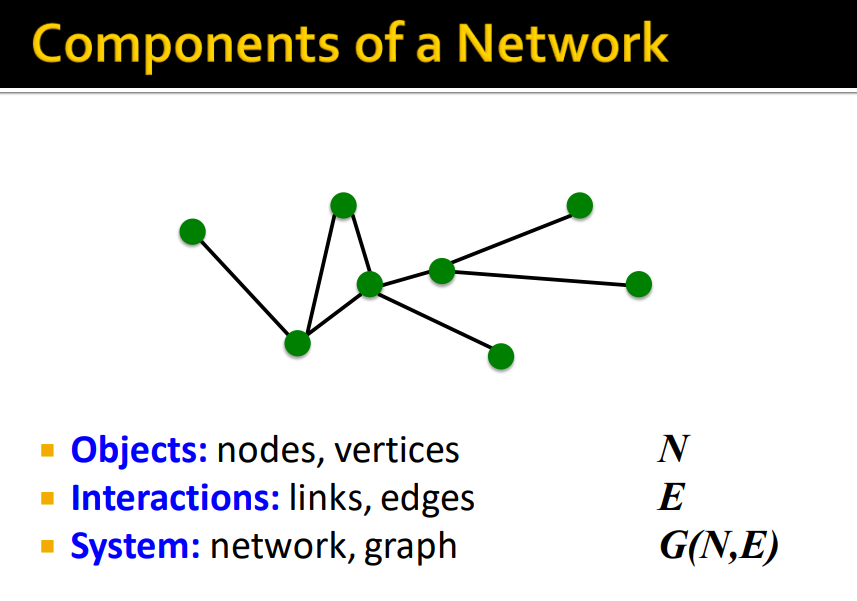 Components of a Network
Objects: nodes, vertices N
Interactions: links, edges E
System: network, graph G(N,E)